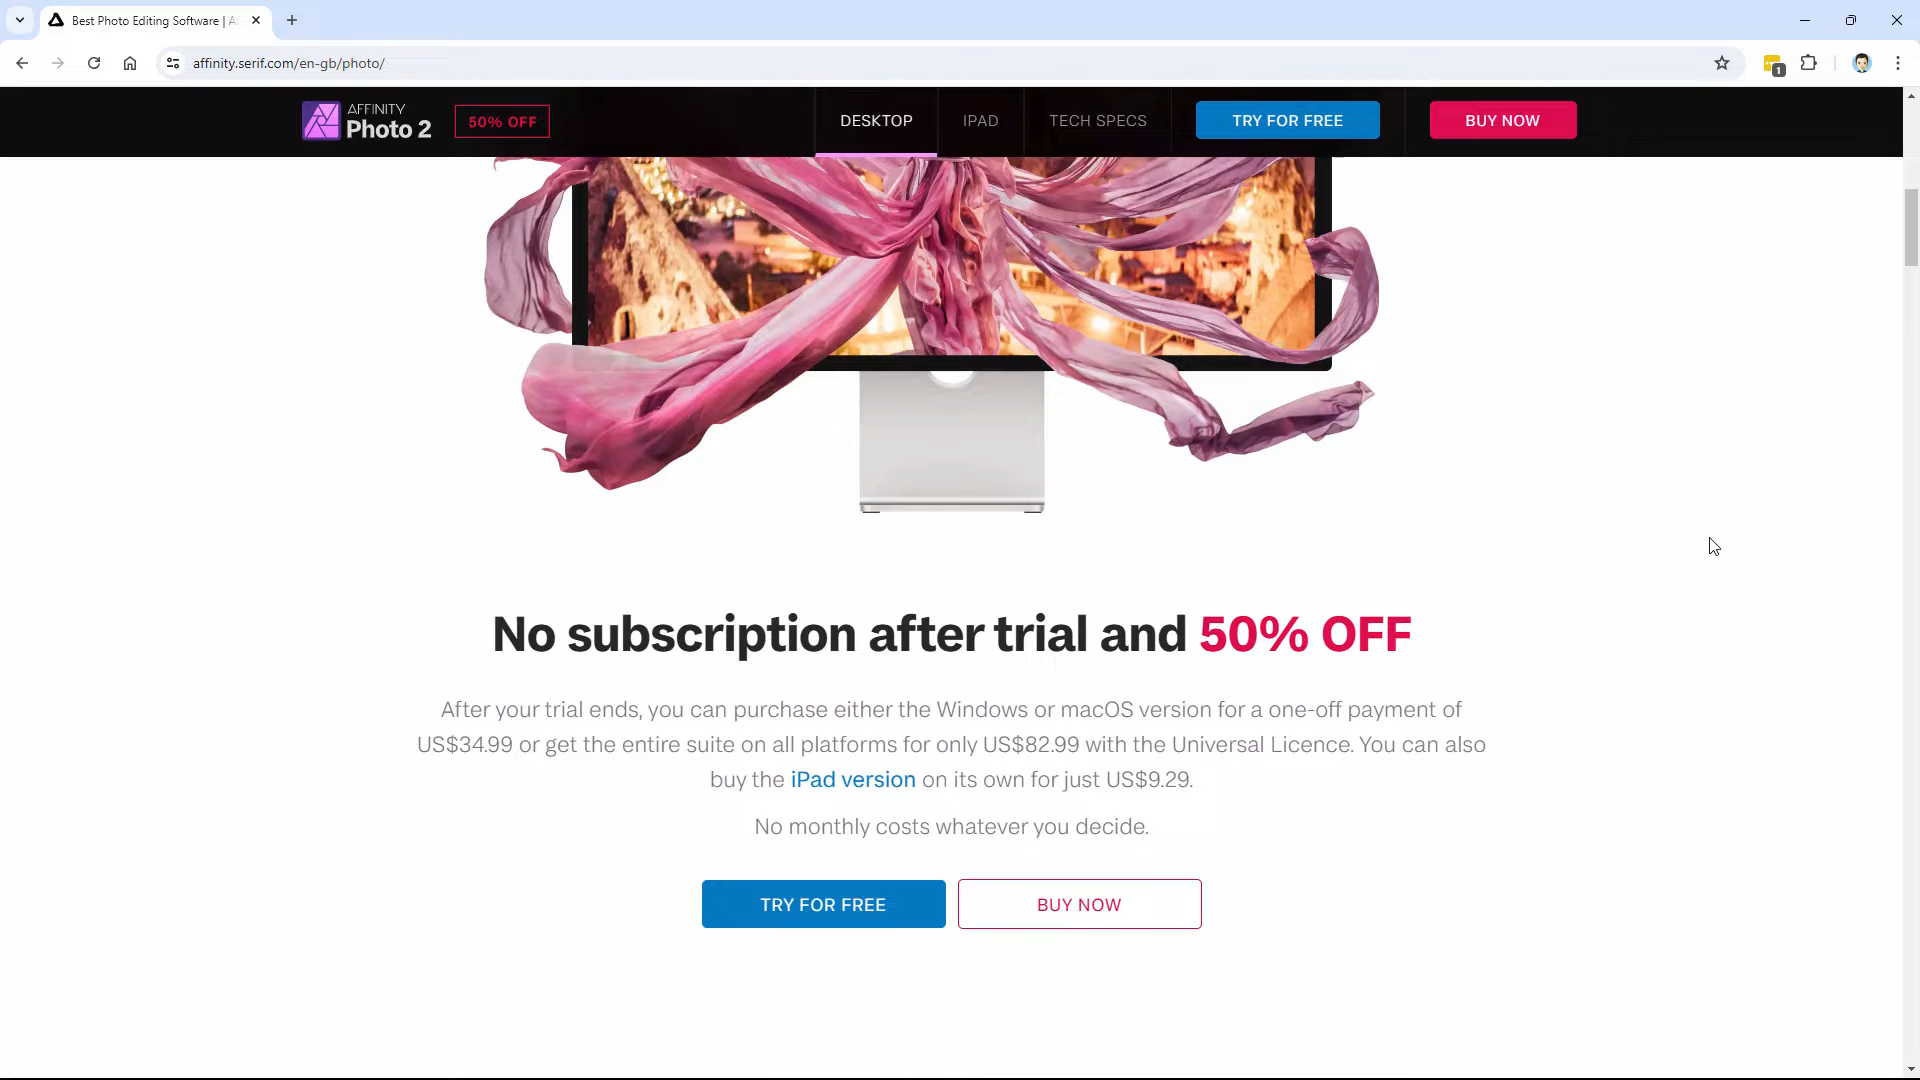 Best Photo Editing Software | A
affinity.serif.com/en-gb/photo/
1
AFFINITY
Photo 2
50% OFF
DESKTOP
IPAD
TECH SPECS
TRY FOR FREE
BUY NOW
No subscription after trial and 50% OFF
After your trial ends, you can purchase either the Windows or macOS version for a one-off payment of
US$34.99 or get the entire suite on all platforms for only US$82.99 with the Universal Licence. You can also
buy the iPad version on its own for just US$9.29.
No monthly costs whatever you decide.
TRY FOR FREE
BUY NOW